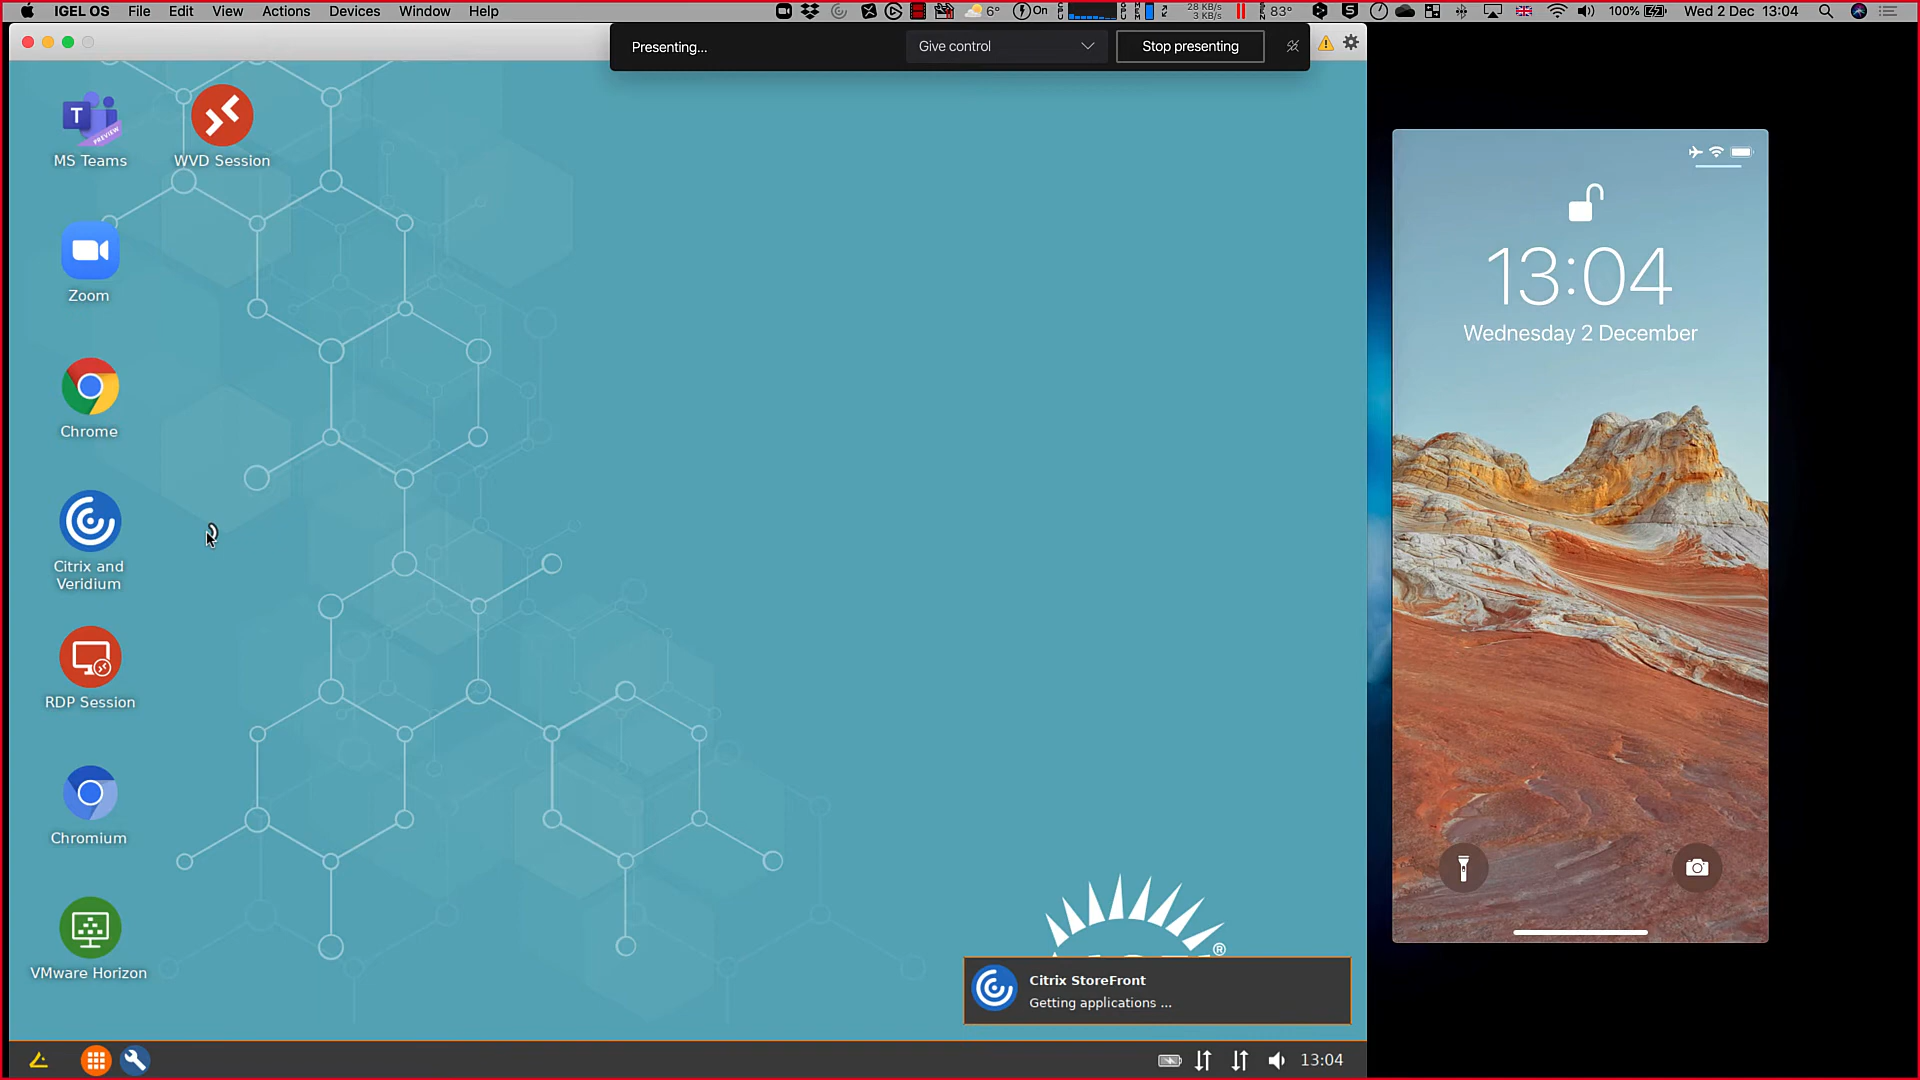 IGEL OS File Edit View Session Actions Devices Window Help
6° On 28 KB/s 3 KB/s 83° 100% Wed 2 Dec 13:04
Presenting... Give control Stop presenting
T
PREVIEW
MS Teams WVD Session
Zoom
Chrome
Citrix and
Veridium
RDP Session
Chromium
VMware Horizon
13:04
Wednesday 2 December
®
Citrix StoreFront
Getting applications ...
13:04